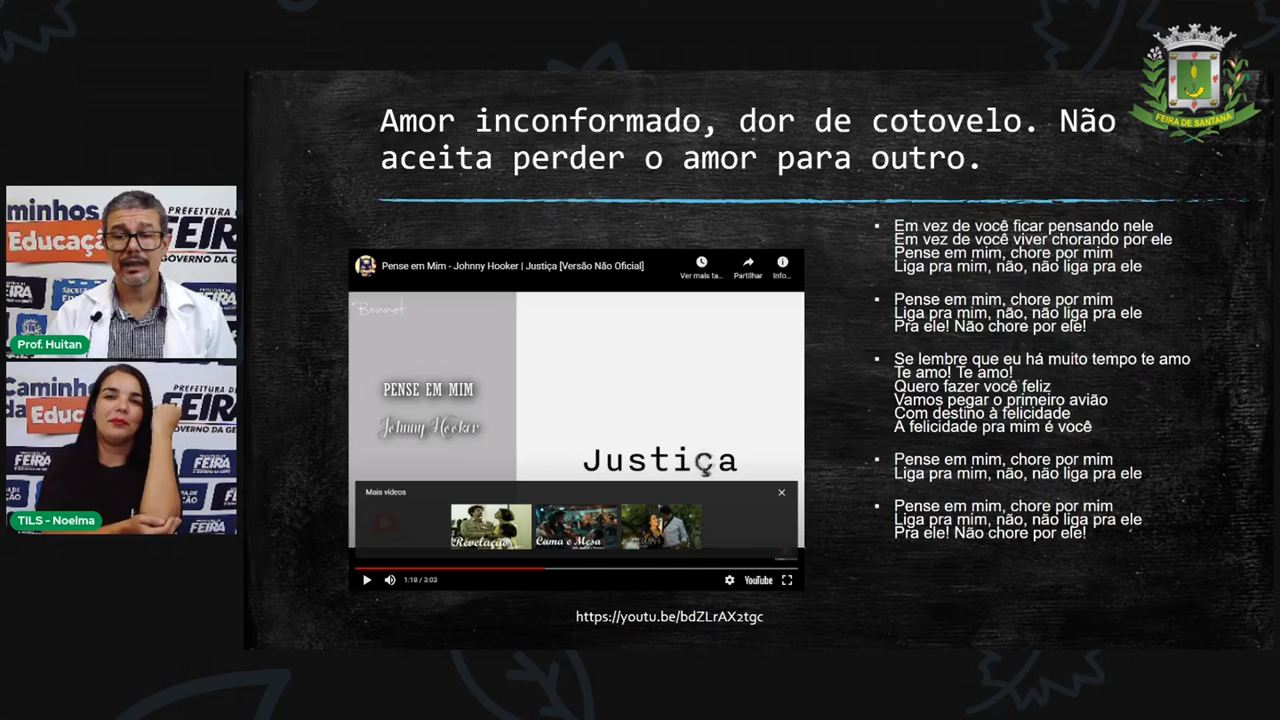 FEIRA DE SANTANA
Amor inconformado, dor de cotovelo. Não
aceita perder o amor para outro.
minhos
Educaç
PREFEITURA DE
FEIR
GOVERNO DA
Prof. Huitan
Caminho
da
Educ
PREFEITURA D
FEIRA
TILS - Noelma
Pense em Mim - Johnny Hooker | Justiça [Versão Não Oficial]
Ver mais ta...
Partilhar
Info...
Bonnet
PENSE EM MIM
Johnny Hooker
Justiça
Mais vídeos
Revelação
Cama e Mesa
1:18 / 3:03
YouTube
https://youtu.be/bdZLrAX2tgc
Em vez de você ficar pensando nele
Em vez de você viver chorando por ele
Pense em mim, chore por mim
Liga pra mim, não, não liga pra ele
Pense em mim, chore por mim
Liga pra mim, não, não liga pra ele
Pra ele! Não chore por ele!
Se lembre que eu há muito tempo te amo
Te amo! Te amo!
Quero fazer você feliz
Vamos pegar o primeiro avião
Com destino à felicidade
A felicidade pra mim é você
Pense em mim, chore por mim
Liga pra mim, não, não liga pra ele
Pense em mim, chore por mim
Liga pra mim, não, não liga pra ele
Pra ele! Não chore por ele!